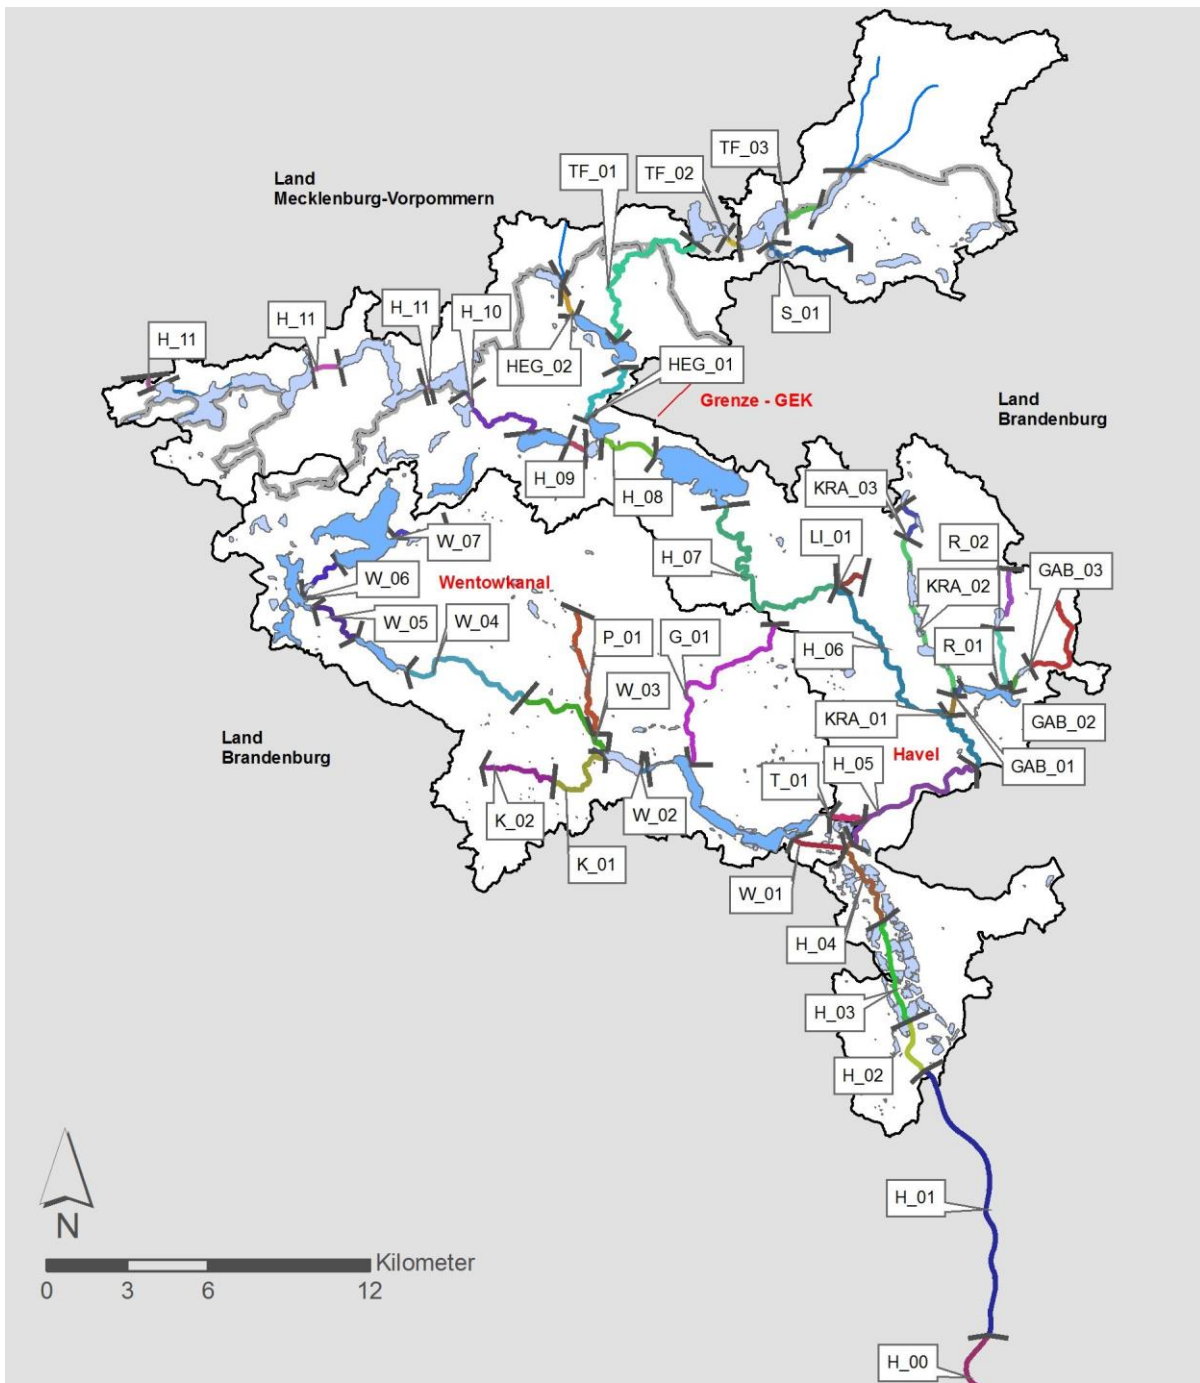 TF_03
TF_01
TF_02
Land
Mecklenburg-Vorpommern
H_11
H_11
H_11
H_10
S_01
HEG_02
HEG_01
Grenze - GEK
Land
Brandenburg
H_09
H_08
KRA_03
W_07
H_07
LI_01
R_02
GAB_03
W_06
Wentowkanal
KRA_02
W_05
W_04
P_01
G_01
H_06
R_01
W_03
KRA_01
GAB_02
Land
Brandenburg
Havel
GAB_01
T_01
H_05
K_02
W_02
K_01
W_01
H_04
H_03
H_02
H_01
N
Kilometer
0 3 6 12
H_00